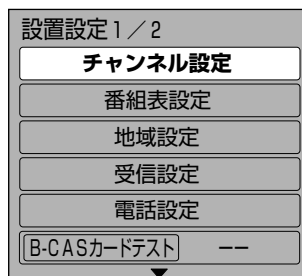 設置設定1/2
チャンネル設定
番組表設定
地域設定
受信設定
電話設定
B-CASカードテスト −−